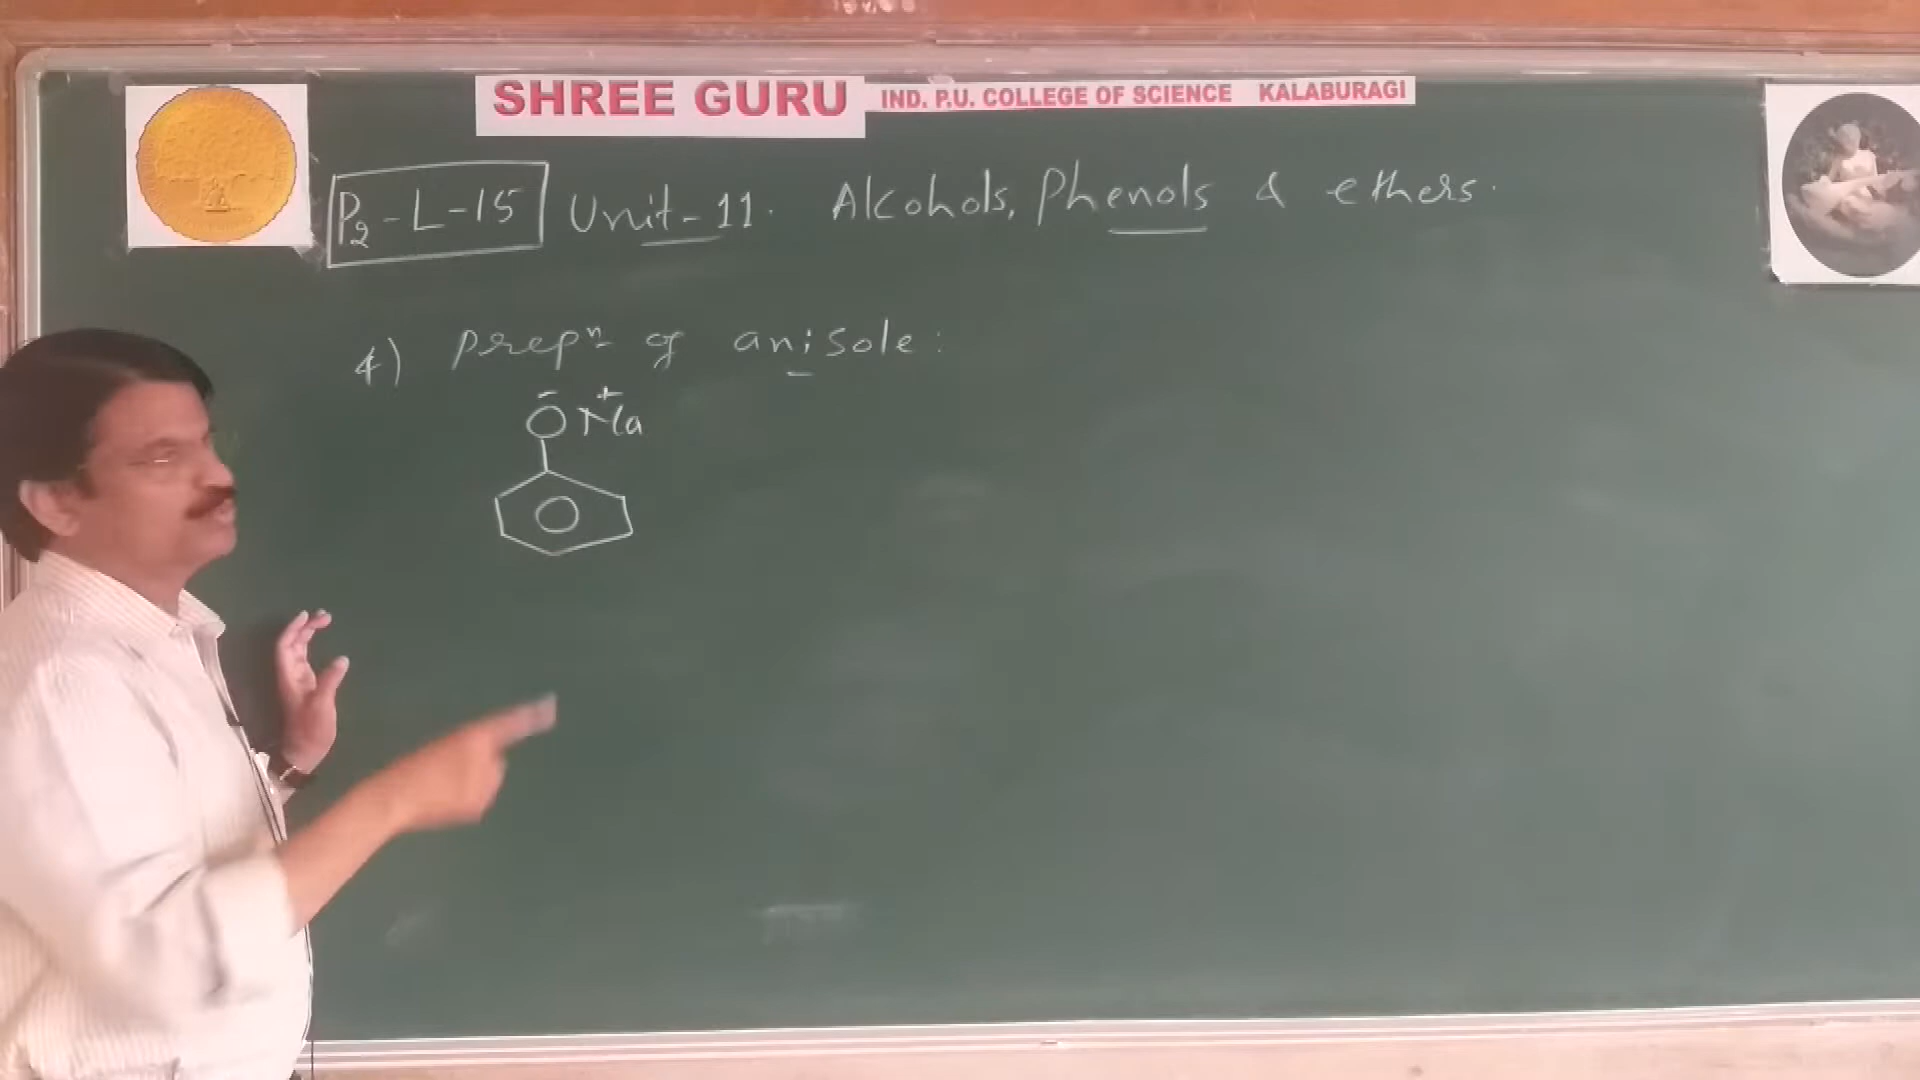 SHREE GURU IND. P.U. COLLEGE OF SCIENCE KALABURAGI
P₂-L-15 Unit-11. Alcohols, Phenols & ethers.
4) prepⁿ of anisole:
O⁻ Na⁺